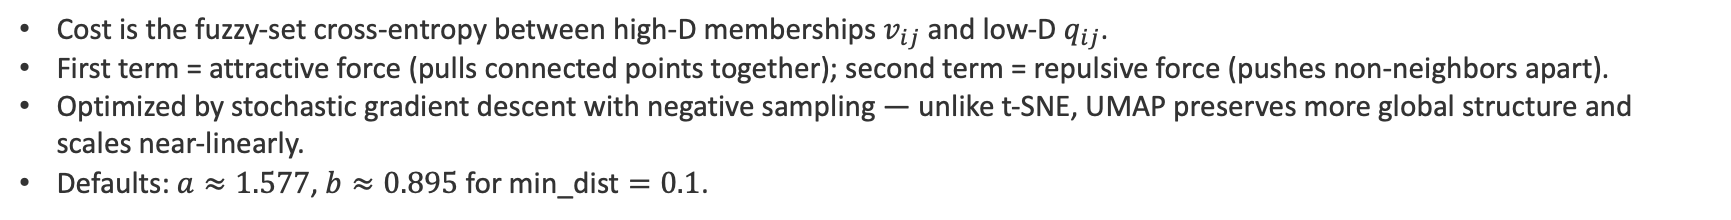 • Cost is the fuzzy-set cross-entropy between high-D memberships 𝑣ᵢⱼ and low-D 𝑞ᵢⱼ.
• First term = attractive force (pulls connected points together); second term = repulsive force (pushes non-neighbors apart).
• Optimized by stochastic gradient descent with negative sampling — unlike t-SNE, UMAP preserves more global structure and
scales near-linearly.
• Defaults: 𝑎 ≈ 1.577, 𝑏 ≈ 0.895 for min_dist = 0.1.